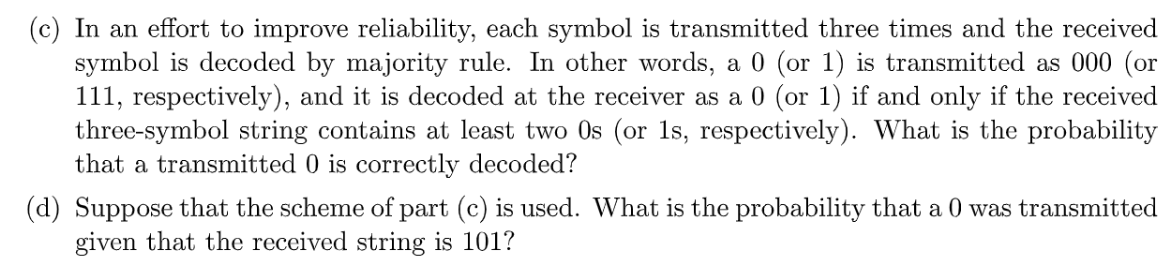 (c) In an effort to improve reliability, each symbol is transmitted three times and the received
symbol is decoded by majority rule. In other words, a 0 (or 1) is transmitted as 000 (or
111, respectively), and it is decoded at the receiver as a 0 (or 1) if and only if the received
three-symbol string contains at least two 0s (or 1s, respectively). What is the probability
that a transmitted 0 is correctly decoded?
(d) Suppose that the scheme of part (c) is used. What is the probability that a 0 was transmitted
given that the received string is 101?